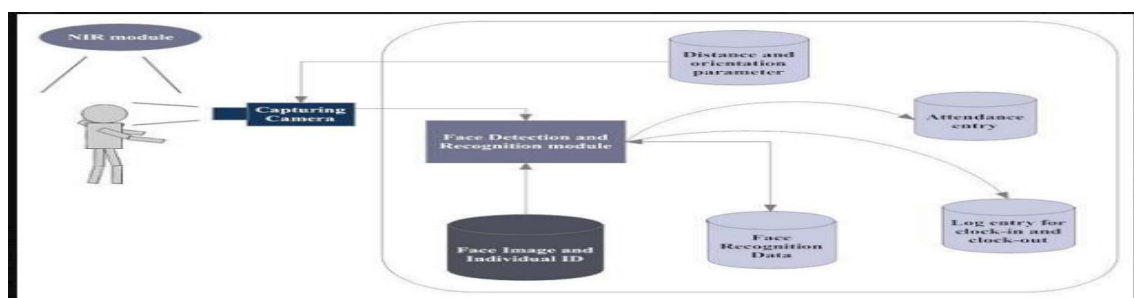 NIR module
Distance and
orientation
parameter
Capturing
Camera
Attendance
entry
Face Detection and
Recognition module
Face Image and
Individual ID
Face
Recognition
Data
Log entry for
clock-in and
clock-out